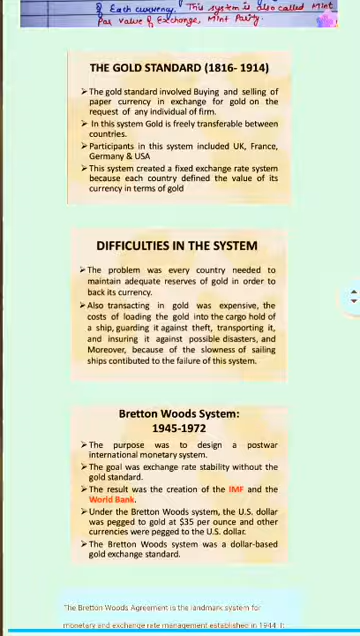 of Each currency. This system is also called Mint
Par value of Exchange, Mint Parity.
THE GOLD STANDARD (1816- 1914)
➢The gold standard involved Buying and selling of
paper currency in exchange for gold on the
request of any individual of firm.
➢ In this system Gold is freely transferable between
countries.
➢Participants in this system included UK, France,
Germany & USA
➢This system created a fixed exchange rate system
because each country defined the value of its
currency in terms of gold
DIFFICULTIES IN THE SYSTEM
➢The problem was every country needed to
maintain adequate reserves of gold in order to
back its currency.
➢Also transacting in gold was expensive, the
costs of loading the gold into the cargo hold of
a ship, guarding it against theft, transporting it,
and insuring it against possible disasters, and
Moreover, because of the slowness of sailing
ships contibuted to the failure of this system.
Bretton Woods System:
1945-1972
➢The purpose was to design a postwar
international monetary system.
➢The goal was exchange rate stability without the
gold standard.
➢The result was the creation of the IMF and the
World Bank.
➢Under the Bretton Woods system, the U.S. dollar
was pegged to gold at $35 per ounce and other
currencies were pegged to the U.S. dollar.
➢The Bretton Woods system was a dollar-based
gold exchange standard.
The Bretton Woods Agreement is the landmark system for
monetary and exchange rate management established in 1944. It